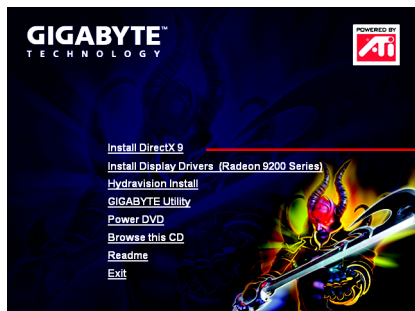 GIGABYTE™
TECHNOLOGY
POWERED BY
ATi
Install DirectX 9
Install Display Drivers (Radeon 9200 Series)
Hydravision Install
GIGABYTE Utility
Power DVD
Browse this CD
Readme
Exit